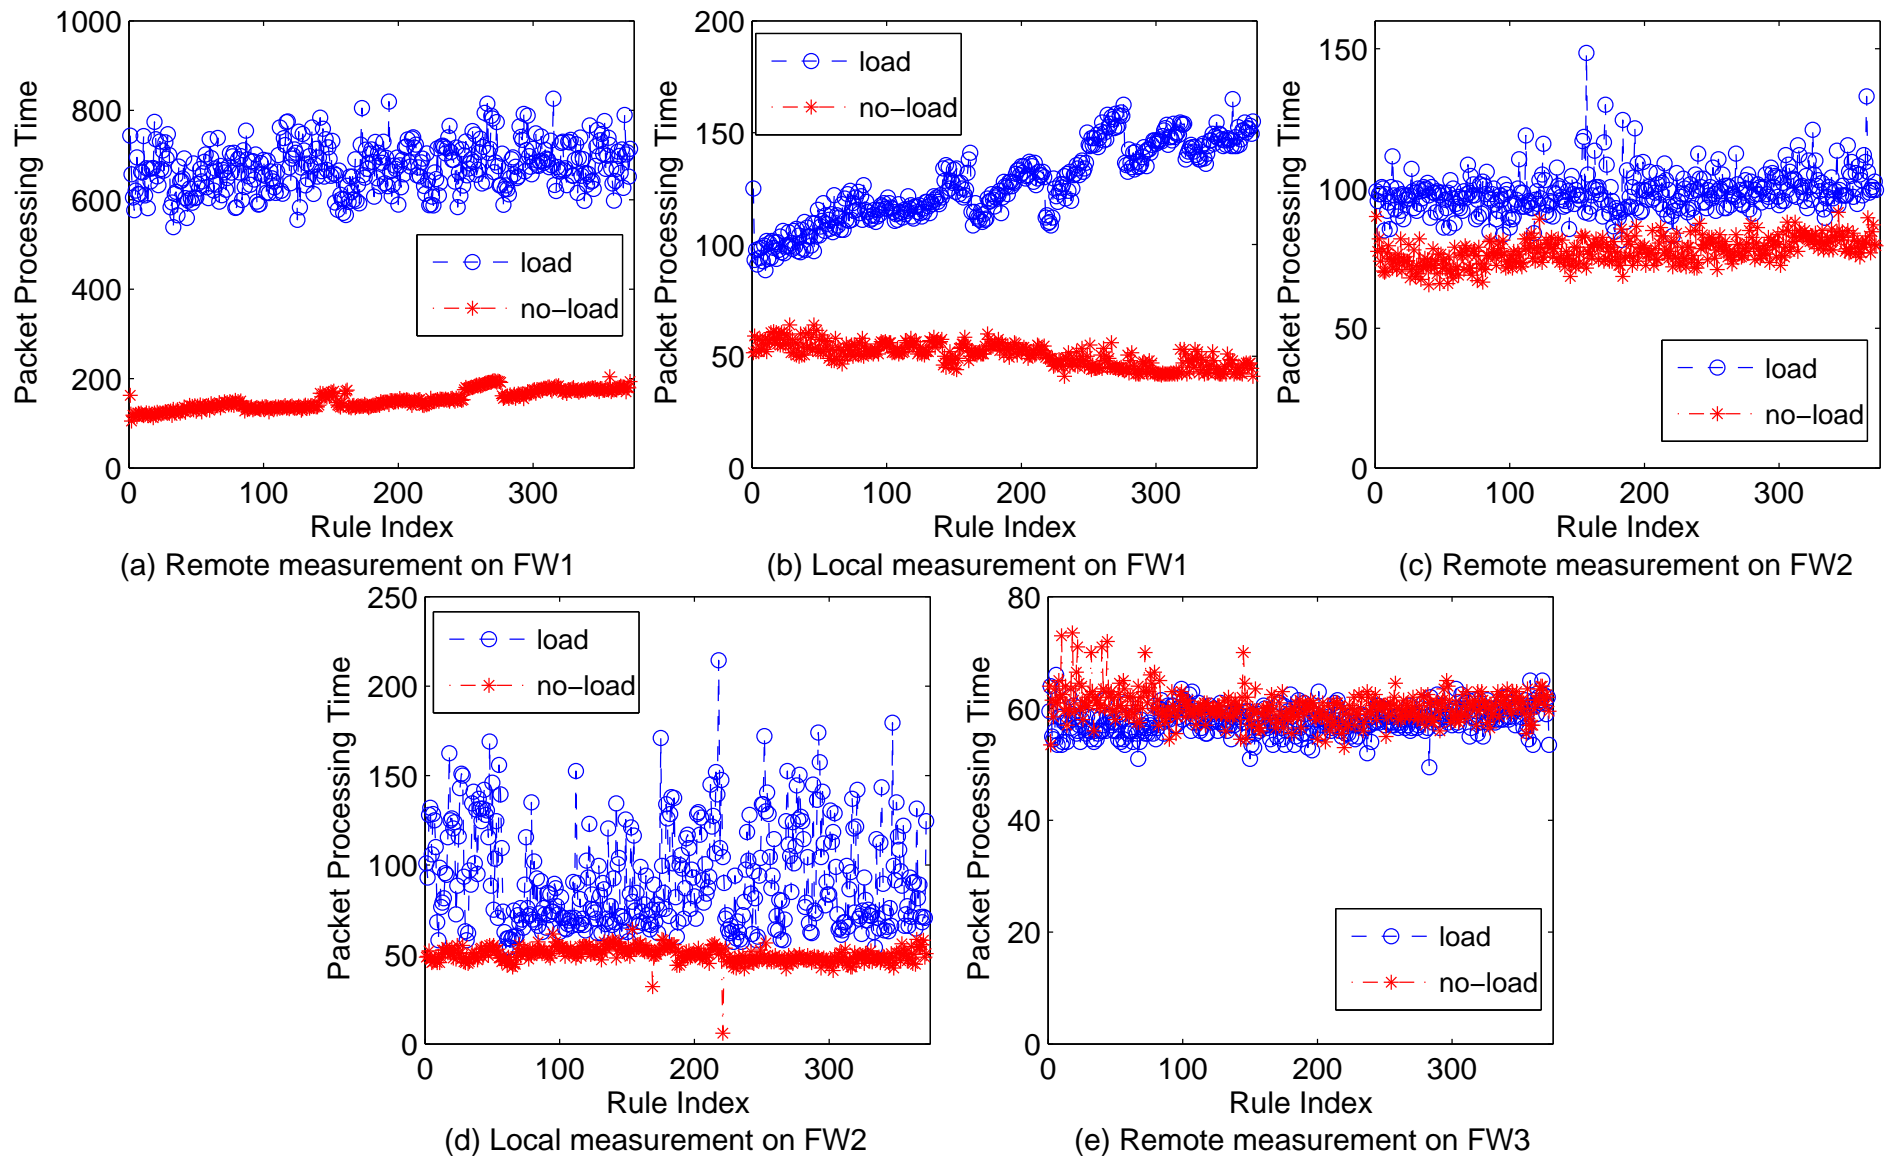 1000
800
600
400
200
0
0 100 200 300
Packet Processing Time
Rule Index
load
no−load
(a) Remote measurement on FW1
200
150
100
50
0
0 100 200 300
Packet Processing Time
Rule Index
load
no−load
(b) Local measurement on FW1
150
100
50
0
0 100 200 300
Packet Processing Time
Rule Index
load
no−load
(c) Remote measurement on FW2
250
200
150
100
50
0
0 100 200 300
Packet Processing Time
Rule Index
load
no−load
(d) Local measurement on FW2
80
60
40
20
0
0 100 200 300
Packet Processing Time
Rule Index
load
no−load
(e) Remote measurement on FW3